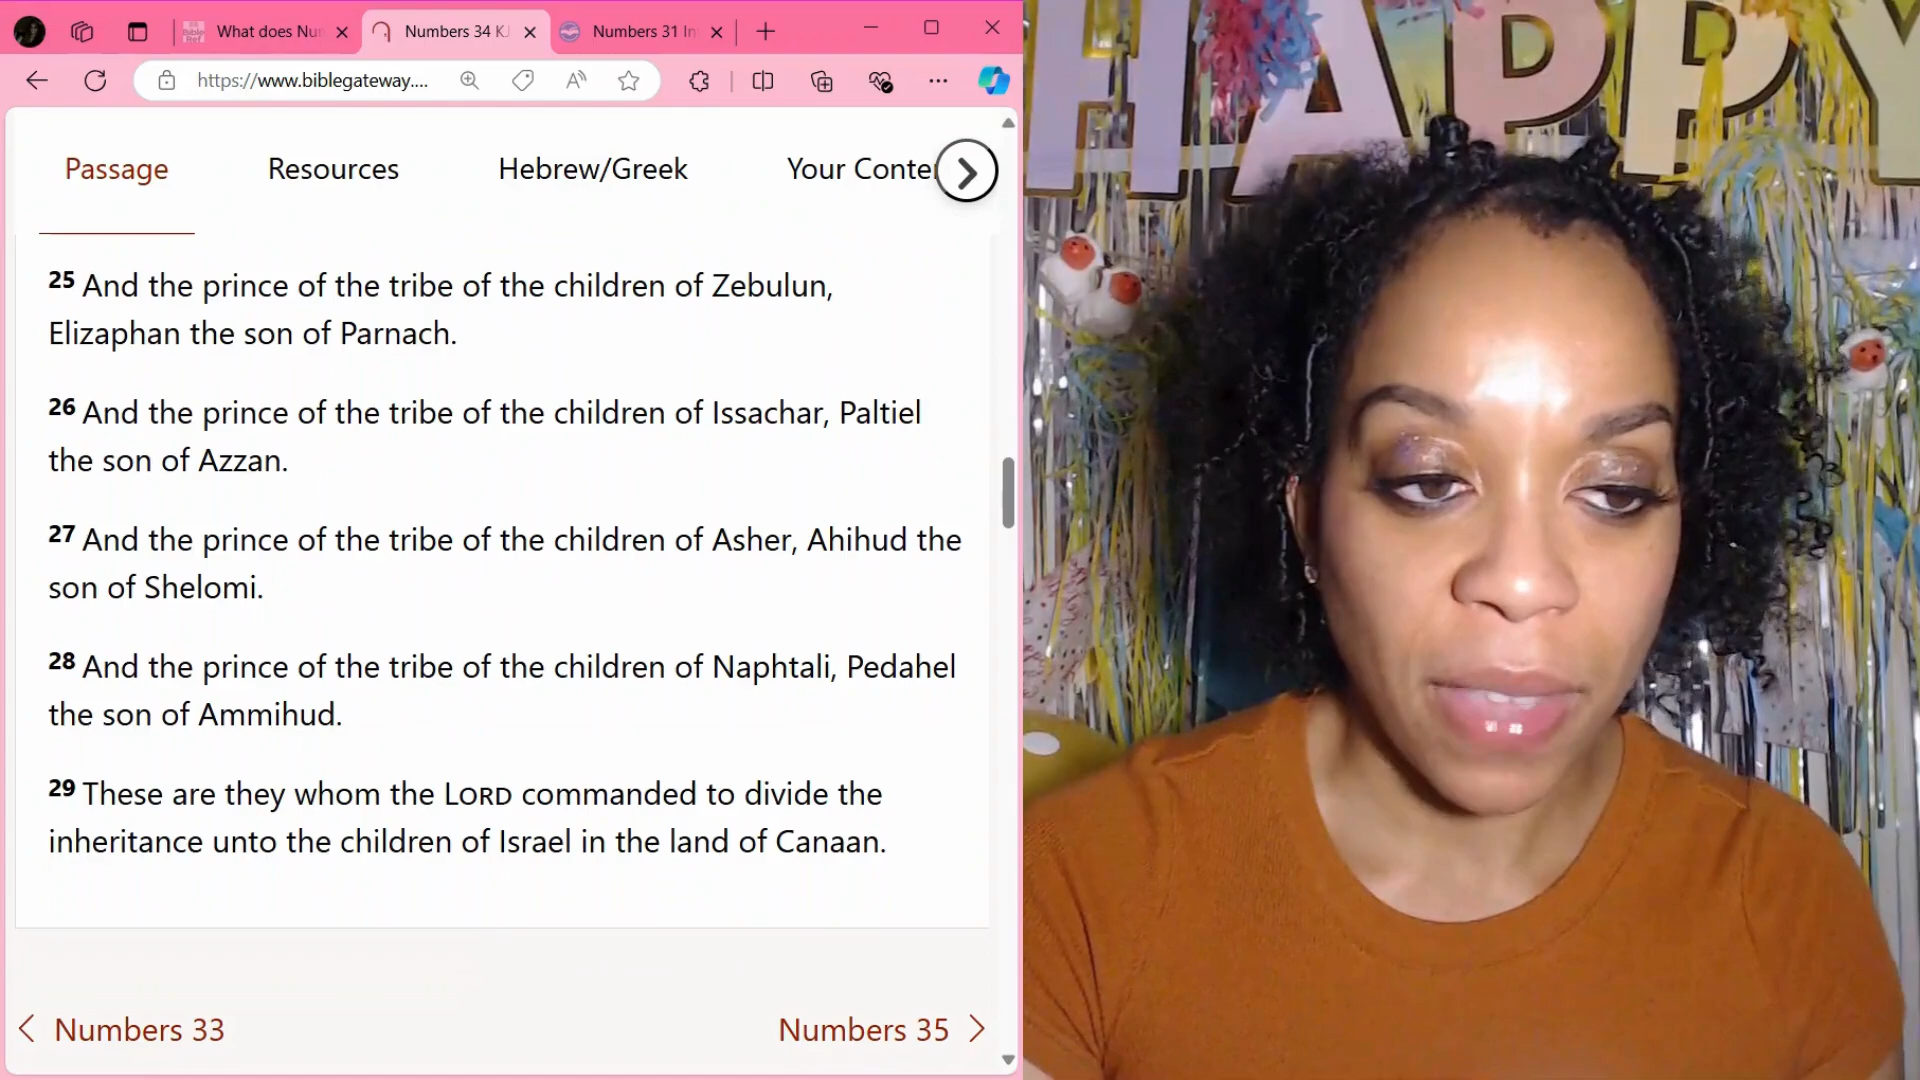 What does Nu
Numbers 34 KJ
Numbers 31 In
https://www.biblegateway....
Passage
Resources
Hebrew/Greek
Your Conte
25 And the prince of the tribe of the children of Zebulun,
Elizaphan the son of Parnach.
26 And the prince of the tribe of the children of Issachar, Paltiel
the son of Azzan.
27 And the prince of the tribe of the children of Asher, Ahihud the
son of Shelomi.
28 And the prince of the tribe of the children of Naphtali, Pedahel
the son of Ammihud.
29 These are they whom the LORD commanded to divide the
inheritance unto the children of Israel in the land of Canaan.
Numbers 33
Numbers 35
HAPPY